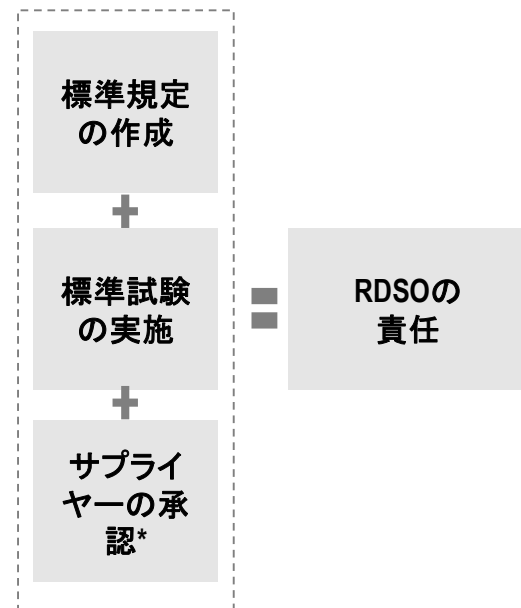 標準規定
の作成
+
標準試験
の実施
+
サプライ
ヤーの承
認*
=
RDSOの
責任